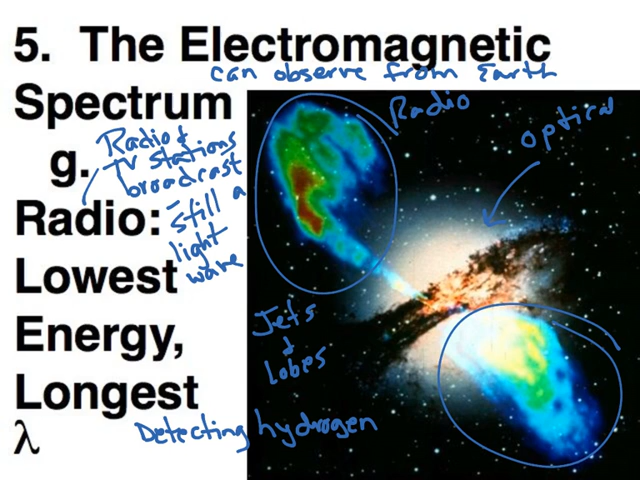 5. The Electromagnetic
can observe from Earth
Spectrum
Radio
optical
Radio &
TV stations
broadcast
g.
Still a
light
wave
Radio:
Lowest
Energy,
Jets
&
lobes
Longest
Detecting hydrogen
λ